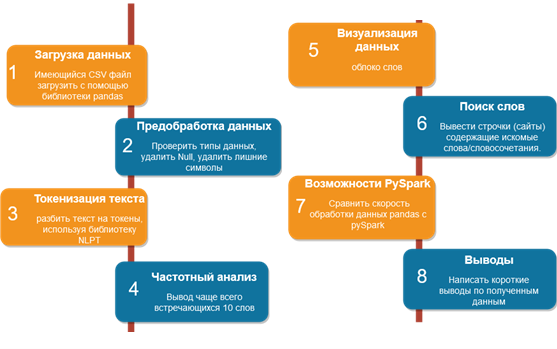 1
Загрузка данных
Имеющийся CSV файл
загрузить с помощью
библиотеки pandas
2
Предобработка данных
Проверить типы данных,
удалить Null, удалить лишние
символы
3
Токенизация текста
разбить текст на токены,
используя библиотеку
NLPT
4
Частотный анализ
Вывод чаще всего
встречающихся 10 слов
5
Визуализация
данных
облоко слов
6
Поиск слов
Вывести строчки (сайты)
содержащие искомые
слова/словосочетания.
7
Возможности PySpark
Сравнить скорость
обработки данных pandas с
pySpark
8
Выводы
Написать короткие
выводы по полученным
данным